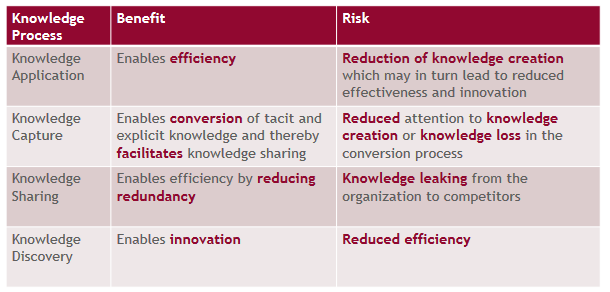 Knowledge Process
Benefit
Risk
Knowledge Application
Enables efficiency
Reduction of knowledge creation
which may in turn lead to reduced
effectiveness and innovation
Knowledge Capture
Enables conversion of tacit and
explicit knowledge and thereby
facilitates knowledge sharing
Reduced attention to knowledge
creation or knowledge loss in the
conversion process
Knowledge Sharing
Enables efficiency by reducing
redundancy
Knowledge leaking from the
organization to competitors
Knowledge Discovery
Enables innovation
Reduced efficiency